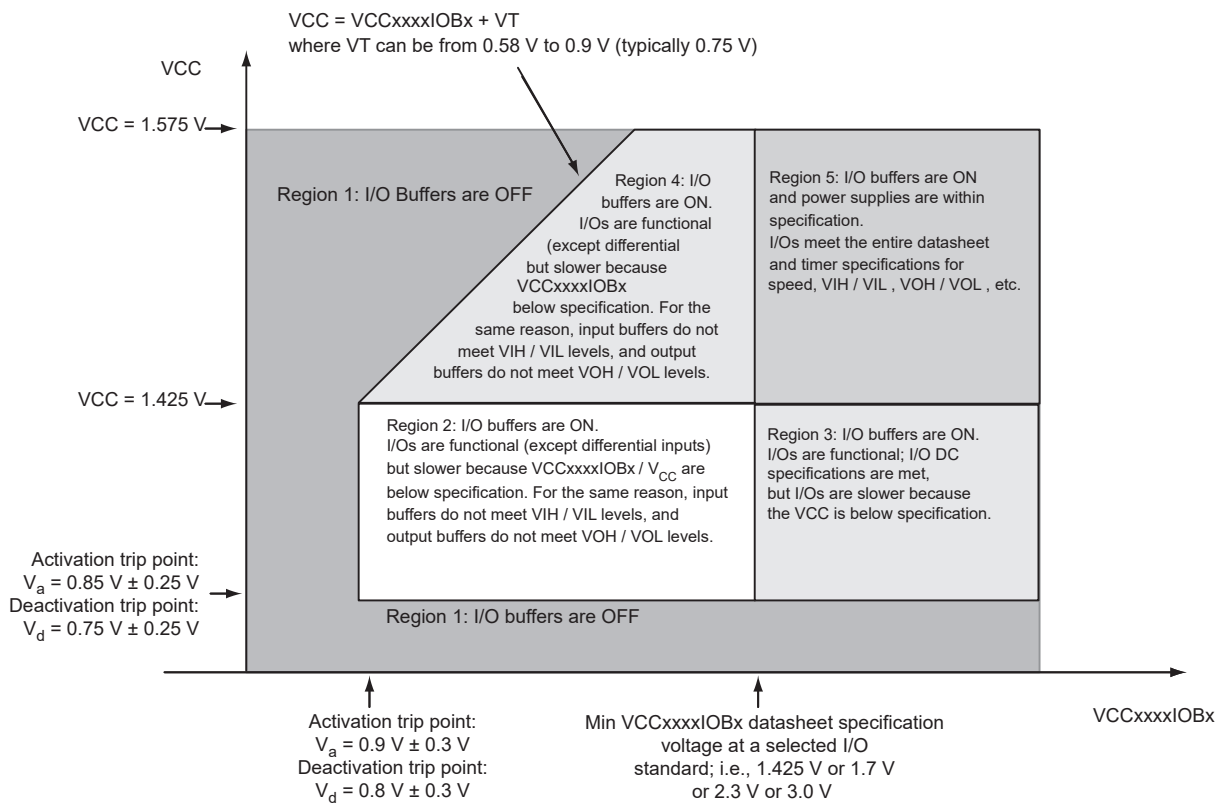 VCC = VCCxxxxIOBx + VT
where VT can be from 0.58 V to 0.9 V (typically 0.75 V)
VCC
VCC = 1.575 V
Region 1: I/O Buffers are OFF
Region 4: I/O
buffers are ON.
I/Os are functional
(except differential
but slower because
VCCxxxxIOBx
below specification. For the
same reason, input buffers do not
meet VIH / VIL levels, and output
buffers do not meet VOH / VOL levels.
Region 5: I/O buffers are ON
and power supplies are within
specification.
I/Os meet the entire datasheet
and timer specifications for
speed, VIH / VIL , VOH / VOL , etc.
VCC = 1.425 V
Region 2: I/O buffers are ON.
I/Os are functional (except differential inputs)
but slower because VCCxxxxIOBx / VCC are
below specification. For the same reason, input
buffers do not meet VIH / VIL levels, and
output buffers do not meet VOH / VOL levels.
Region 3: I/O buffers are ON.
I/Os are functional; I/O DC
specifications are met,
but I/Os are slower because
the VCC is below specification.
Activation trip point:
Va = 0.85 V ± 0.25 V
Deactivation trip point:
Vd = 0.75 V ± 0.25 V
Region 1: I/O buffers are OFF
Activation trip point:
Va = 0.9 V ± 0.3 V
Deactivation trip point:
Vd = 0.8 V ± 0.3 V
Min VCCxxxxIOBx datasheet specification
voltage at a selected I/O
standard; i.e., 1.425 V or 1.7 V
or 2.3 V or 3.0 V
VCCxxxxIOBx